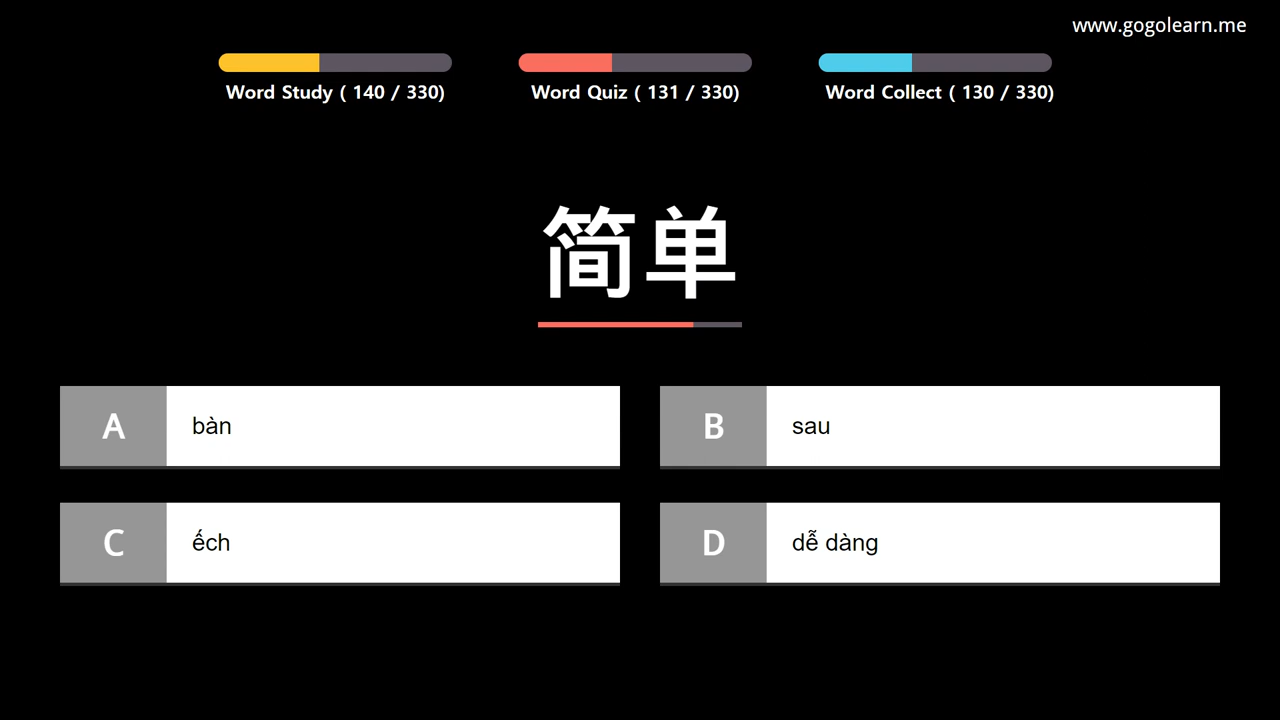 www.gogolearn.me
Word Study ( 140 / 330)
Word Quiz ( 131 / 330)
Word Collect ( 130 / 330)
简单
A bàn
B sau
C ếch
D dễ dàng